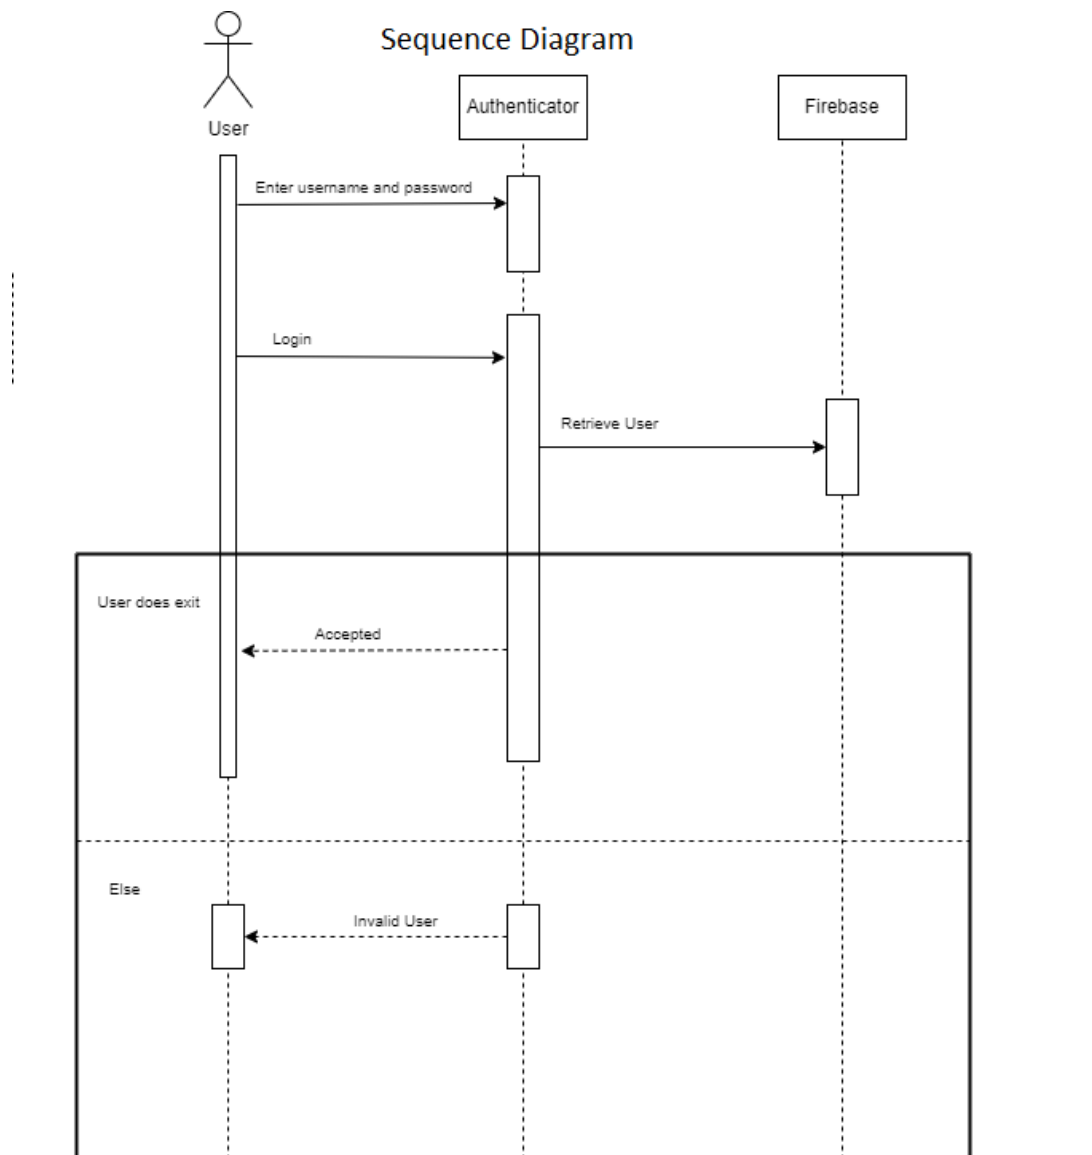 Sequence Diagram
User
Authenticator
Firebase
Enter username and password
Login
Retrieve User
User does exit
Accepted
Else
Invalid User